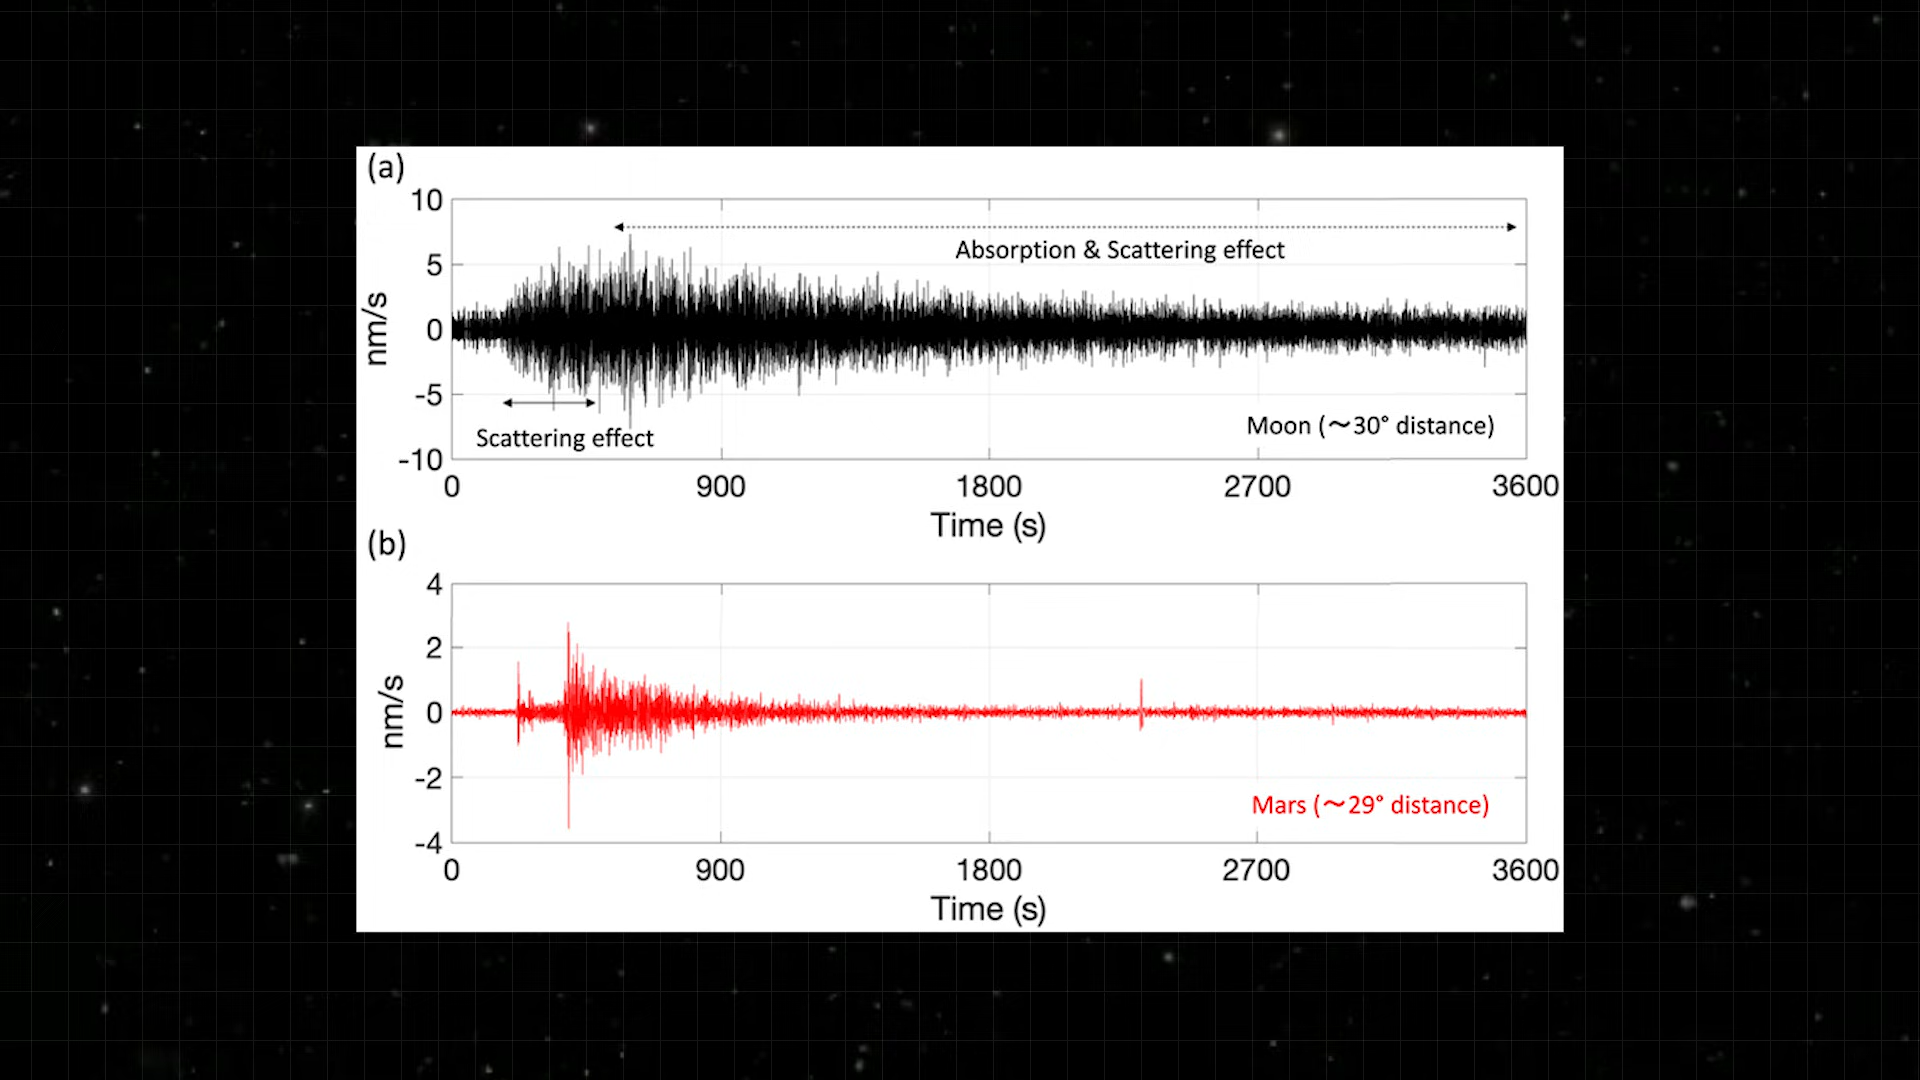 (a)
10
5
0
-5
-10
nm/s
Absorption & Scattering effect
Scattering effect
Moon (～30° distance)
0 900 1800 2700 3600
Time (s)
(b)
4
2
0
-2
-4
nm/s
Mars (～29° distance)
0 900 1800 2700 3600
Time (s)